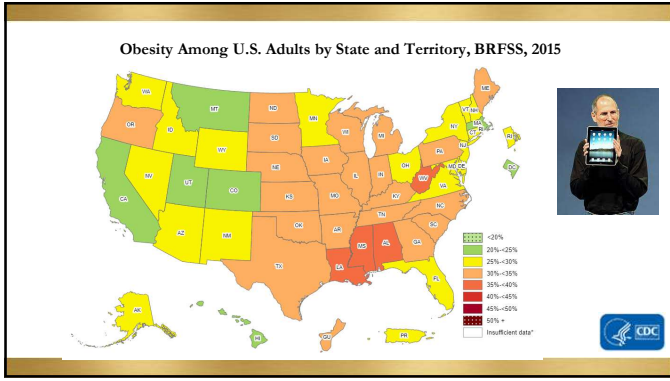 Obesity Among U.S. Adults by State and Territory, BRFSS, 2015
WA
MT
ND
MN
ME
OR
ID
SD
WI
MI
VT NH
NY
MA
CT RI
RI
WY
NE
IA
PA
NJ
NV
UT
CO
KS
MO
IL
IN
OH
WV
MD DE
DC
CA
VA
KY
AZ
NM
OK
AR
TN
NC
SC
MS
AL
GA
TX
LA
FL
AK
HI
GU
PR
<20%
20%-<25%
25%-<30%
30%-<35%
35%-<40%
40%-<45%
45%-<50%
50% +
Insufficient data*
CDC